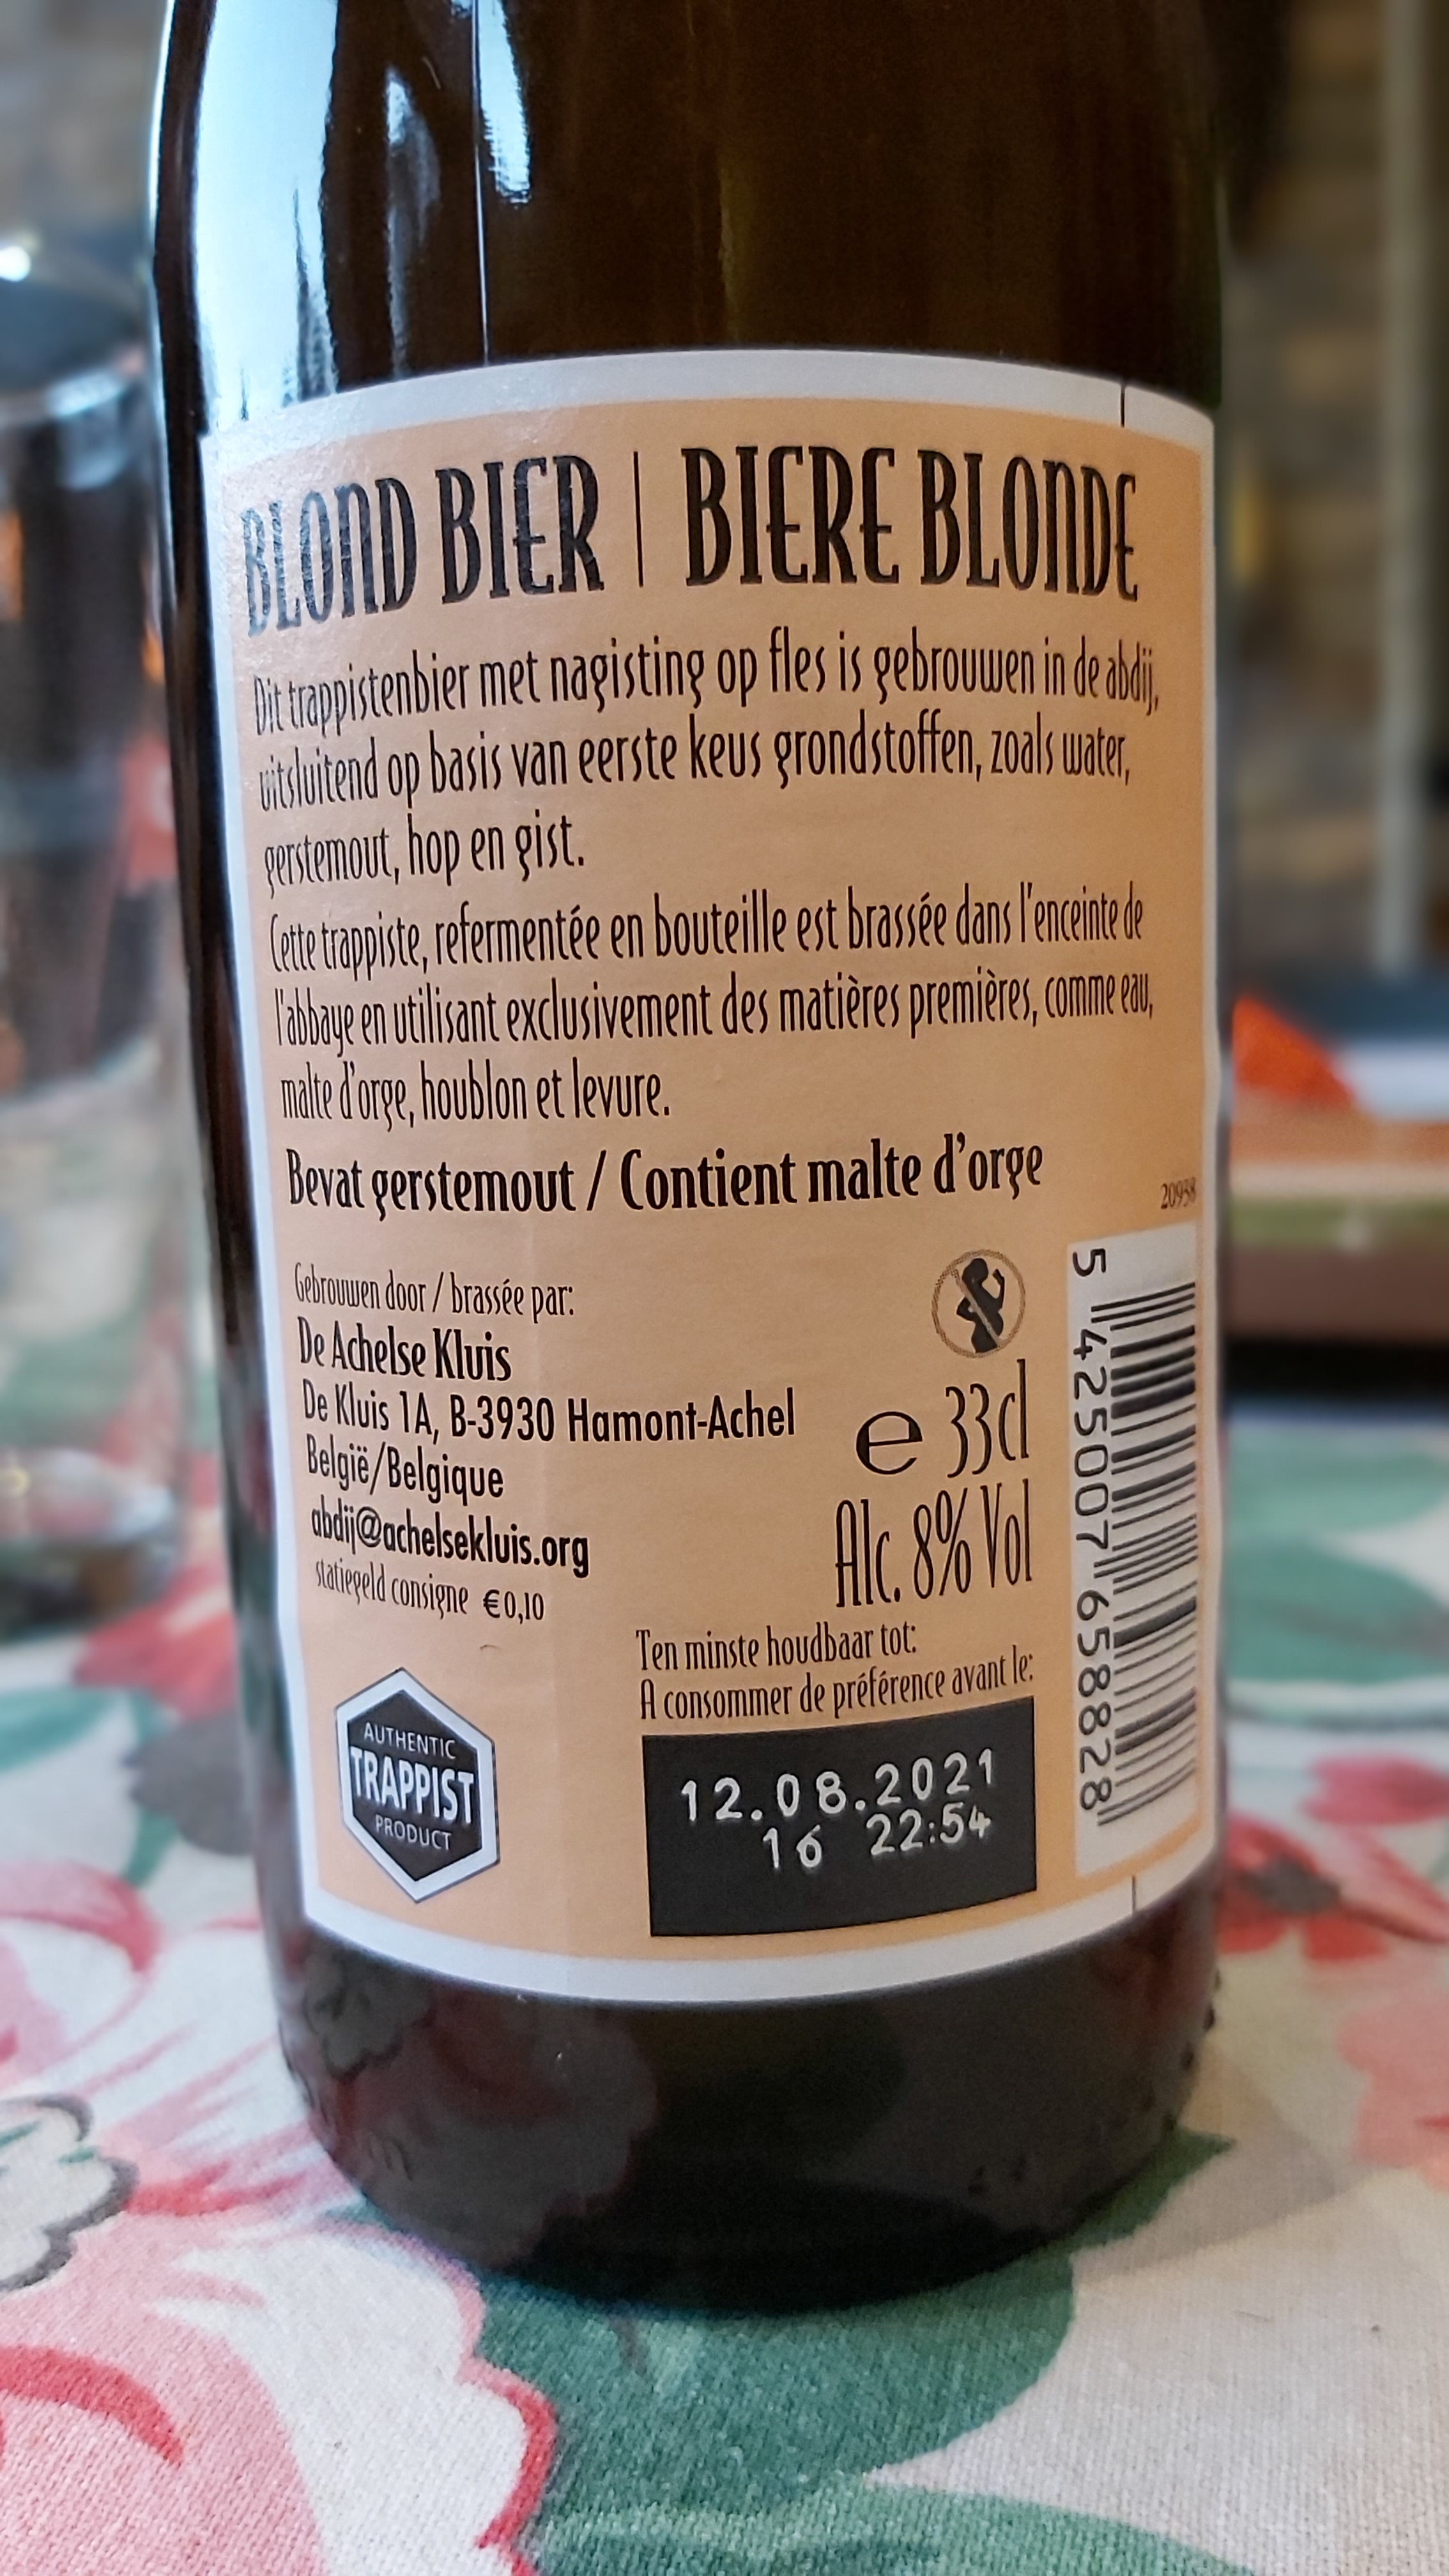 BLOND BIER | BIERE BLONDE
Dit trappistenbier met nagisting op fles is gebrouwen in de abdij,
uitsluitend op basis van eerste keus grondstoffen, zoals water,
gerstemout, hop en gist.
Cette trappiste, refermentée en bouteille est brassée dans l'enceinte de
l'abbaye en utilisant exclusivement des matières premières, comme eau,
malte d'orge, houblon et levure.
Bevat gerstemout / Contient malte d'orge
20938
Gebrouwen door / brassée par:
De Achelse Kluis
De Kluis 1A, B-3930 Hamont-Achel
België/Belgique
abdij@achelsekluis.org
statiegeld consigne €0,10
e 33cl
Alc. 8% Vol
Ten minste houdbaar tot:
A consommer de préférence avant le:
12.08.2021
16 22:54
AUTHENTIC
TRAPPIST
PRODUCT
5 425007 658828